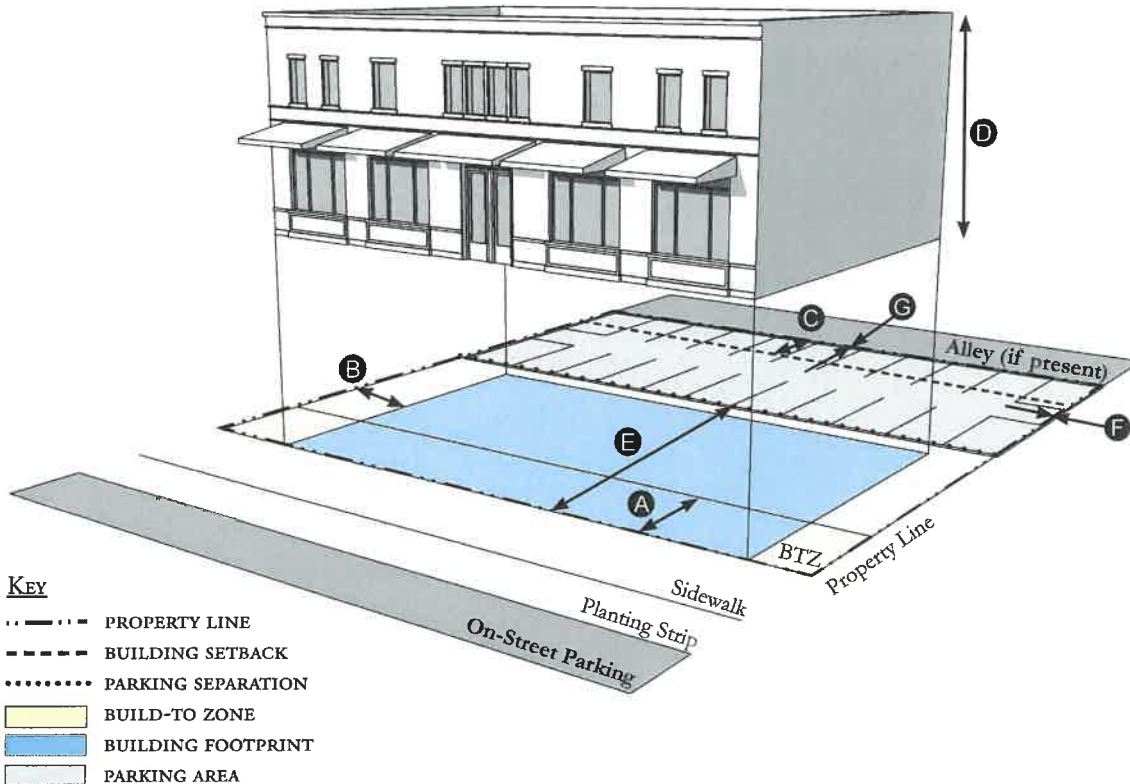 D
G
C
Alley (if present)
B
F
E
A
BTZ
Property Line
Sidewalk
Planting Strip
On-Street Parking
KEY
PROPERTY LINE
BUILDING SETBACK
PARKING SEPARATION
BUILD-TO ZONE
BUILDING FOOTPRINT
PARKING AREA